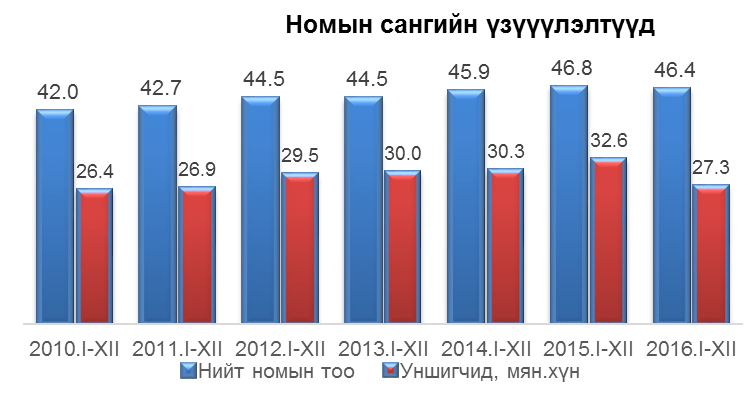 Номын сангийн үзүүүлэлтүүд
42.0 26.4 42.7 26.9 44.5 29.5 44.5 30.0 45.9 30.3 46.8 32.6 46.4 27.3
2010.I-XII 2011.I-XII 2012.I-XII 2013.I-XII 2014.I-XII 2015.I-XII 2016.I-XII
Нийт номын тоо Уншигчид, мян.хүн